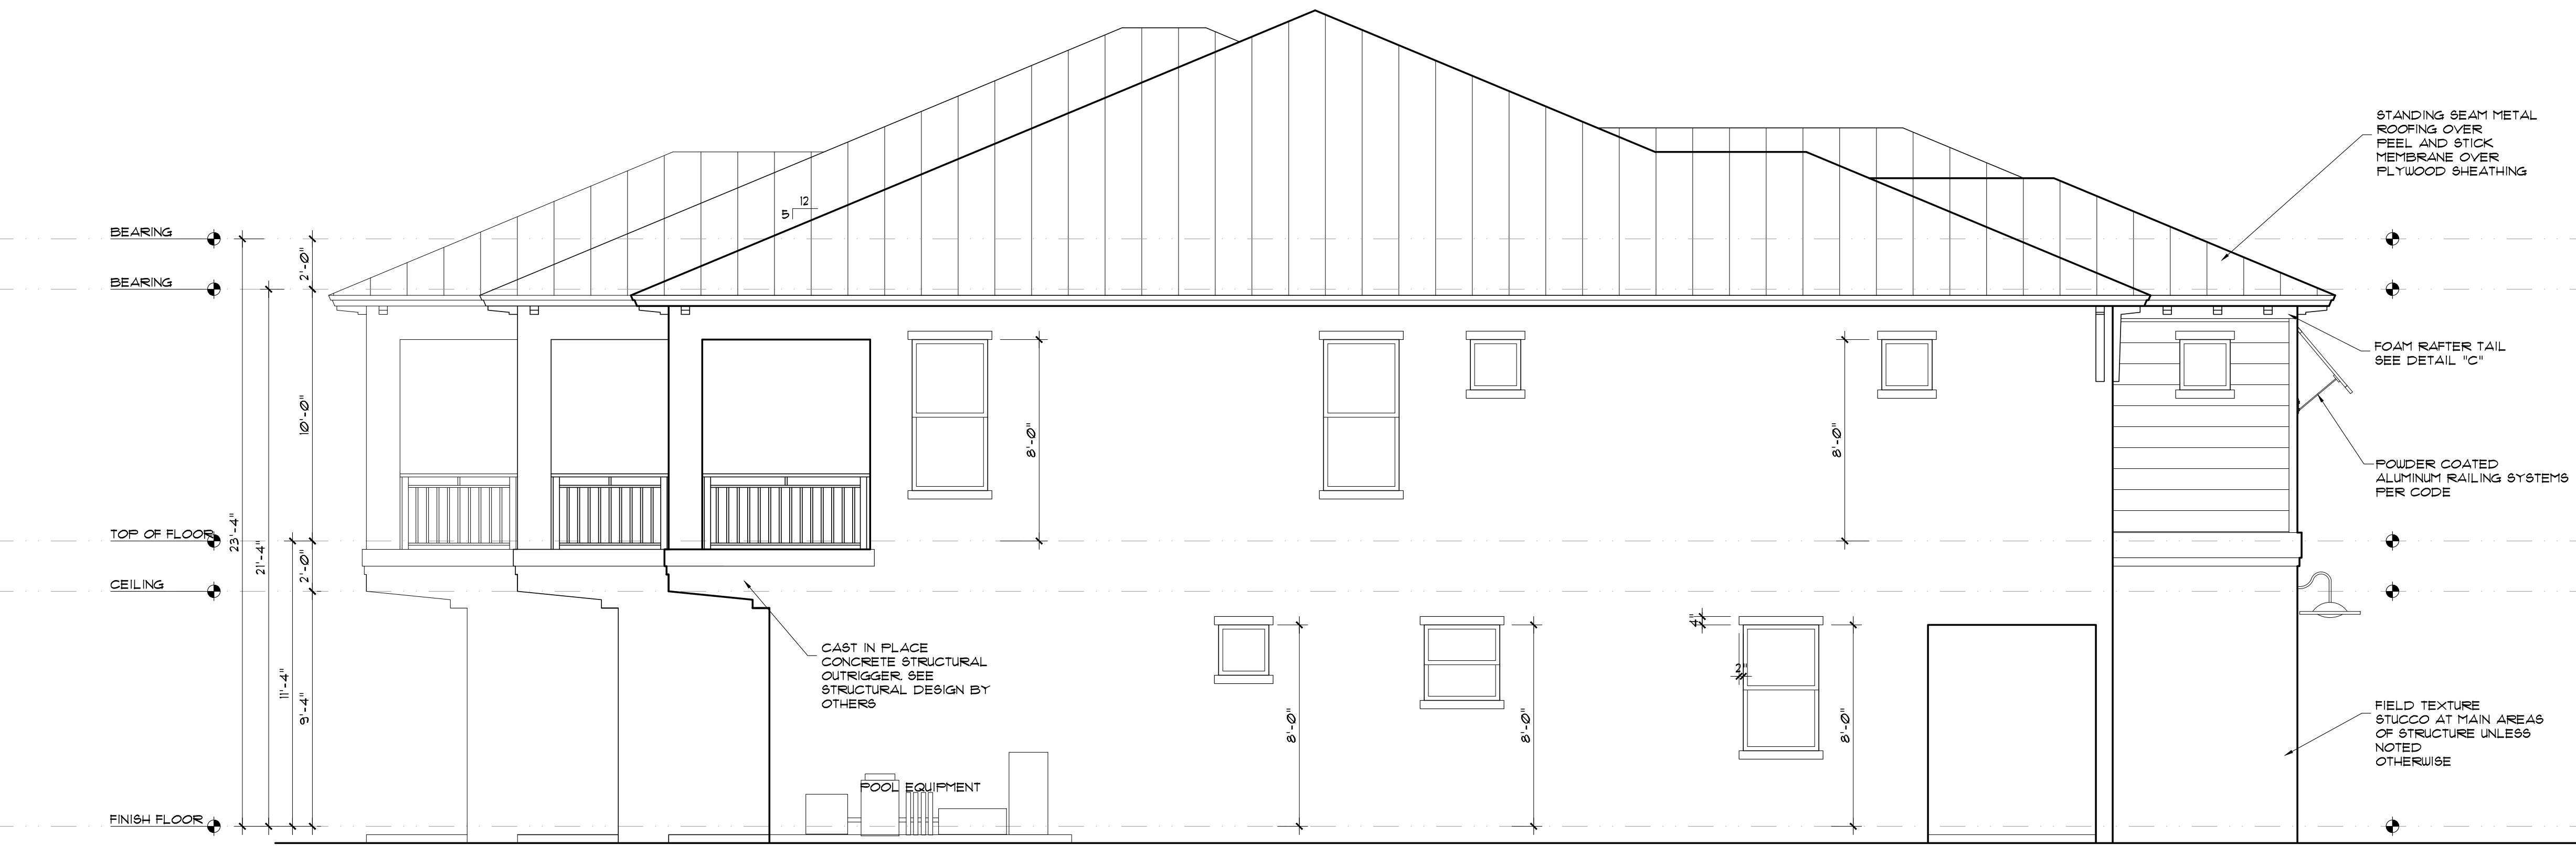 STANDING SEAM METAL
ROOFING OVER
PEEL AND STICK
MEMBRANE OVER
PLYWOOD SHEATHING
12
5
BEARING
2'-0"
BEARING
FOAM RAFTER TAIL
SEE DETAIL "C"
10'-0"
8'-0"
8'-0"
POWDER COATED
ALUMINUM RAILING SYSTEMS
PER CODE
TOP OF FLOOR
23'-4"
21'-4"
2'-0"
CEILING
11'-4"
9'-4"
CAST IN PLACE
CONCRETE STRUCTURAL
OUTRIGGER. SEE
STRUCTURAL DESIGN BY
OTHERS
4"
2"
8'-0"
8'-0"
8'-0"
FIELD TEXTURE
STUCCO AT MAIN AREAS
OF STRUCTURE UNLESS
NOTED
OTHERWISE
POOL EQUIPMENT
FINISH FLOOR